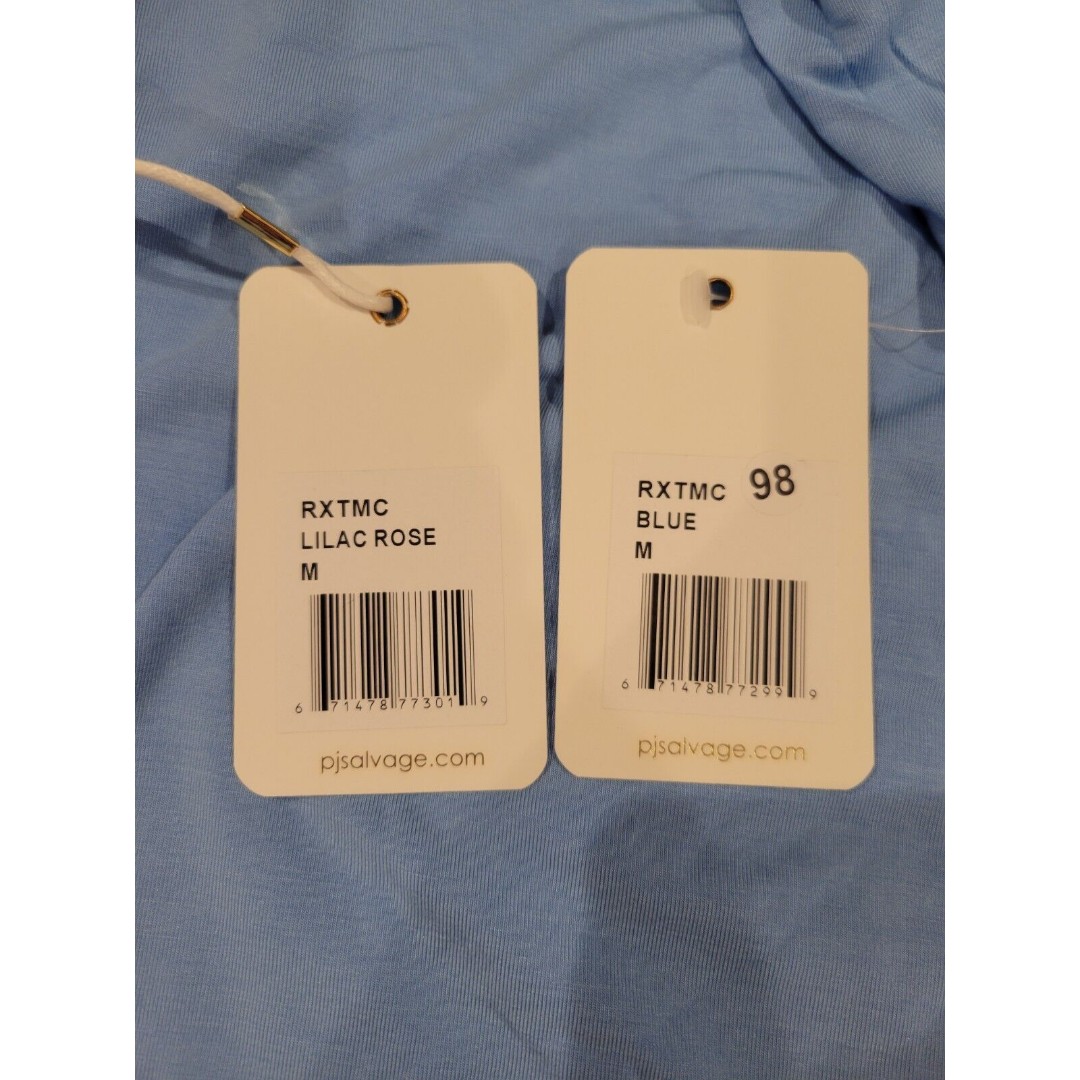 RXTMC
LILAC ROSE
M
6 71478 77301 9
pjsalvage.com
RXTMC 98
BLUE
M
6 71478 77299 9
pjsalvage.com